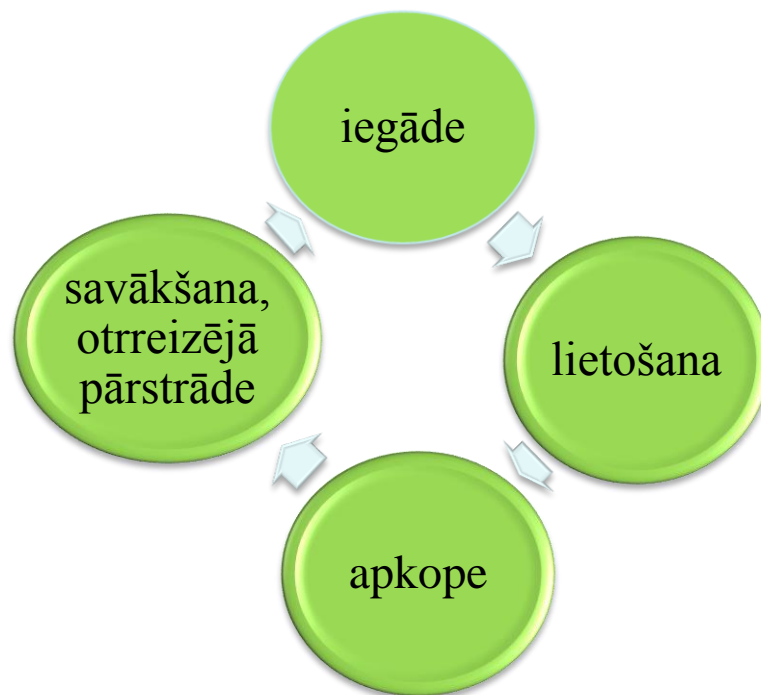 iegāde
lietošana
apkope
savākšana,
otrreizējā
pārstrāde